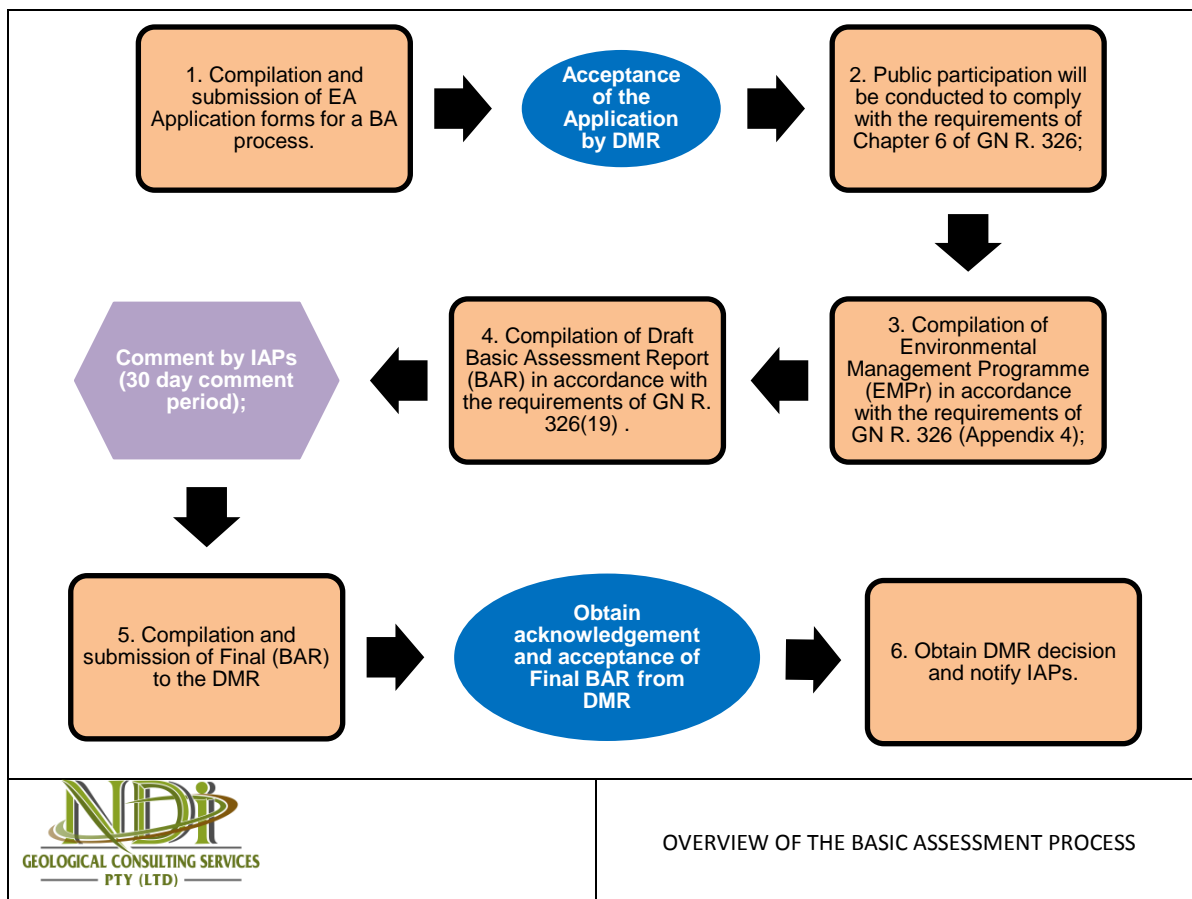 1. Compilation and
submission of EA
Application forms for a BA
process.
Acceptance
of the
Application
by DMR
2. Public participation will
be conducted to comply
with the requirements of
Chapter 6 of GN R. 326;
3. Compilation of
Environmental
Management Programme
(EMPr) in accordance
with the requirements of
GN R. 326 (Appendix 4);
4. Compilation of Draft
Basic Assessment Report
(BAR) in accordance with
the requirements of GN R.
326(19) .
Comment by IAPs
(30 day comment
period);
5. Compilation and
submission of Final (BAR)
to the DMR
Obtain
acknowledgement
and acceptance of
Final BAR from
DMR
6. Obtain DMR decision
and notify IAPs.
NDi
GEOLOGICAL CONSULTING SERVICES
PTY (LTD)
OVERVIEW OF THE BASIC ASSESSMENT PROCESS